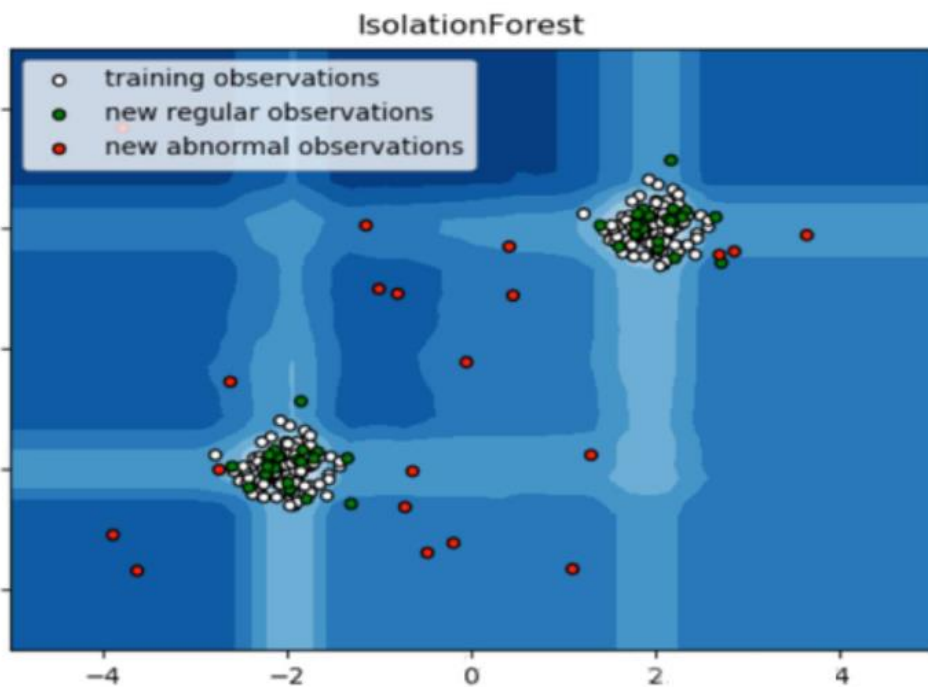 IsolationForest
training observations
new regular observations
new abnormal observations
−4 −2 0 2 4